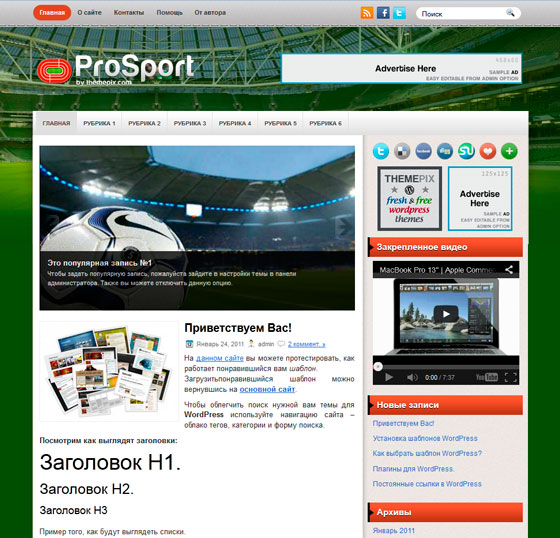 Главная О сайте Контакты Помощь От автора
Поиск
ProSport
by themepix.com
468x60
Advertise Here
SAMPLE AD
EASY EDITABLE FROM ADMIN OPTION
ГЛАВНАЯ РУБРИКА 1 РУБРИКА 2 РУБРИКА 3 РУБРИКА 4 РУБРИКА 5 РУБРИКА 6
Это популярная запись №1
Чтобы задать популярную запись, пожалуйста зайдите в настройки темы в панели
администратора. Также вы можете отключить данную опцию.
Приветствуем Вас!
Январь 24, 2011 admin 2 коммент. »
На данном сайте вы можете протестировать, как
работает понравившийся вам шаблон.
Загрузитьпонравившийся шаблон можно
вернувшись на основной сайт.
Чтобы облегчить поиск нужной вам темы для
WordPress используйте навигацию сайта –
облако тегов, категории и форму поиска.
Посмотрим как выглядят заголовки:
Заголовок H1.
Заголовок H2.
Заголовок H3
Пример того, как будут выглядеть списки.
facebook
digg
THEMEPIX
fresh & free
wordpress
themes
125x125
Advertise
Here
SAMPLE AD
EASY EDITABLE FROM
ADMIN OPTION
Закрепленное видео
MacBook Pro 13" | Apple Comme...
0:00 / 7:37 YouTube
Новые записи
Приветствуем Вас!
Установка шаблонов WordPress
Как выбрать шаблон WordPress?
Плагины для WordPress.
Постоянные ссылки в WordPress
Архивы
Январь 2011